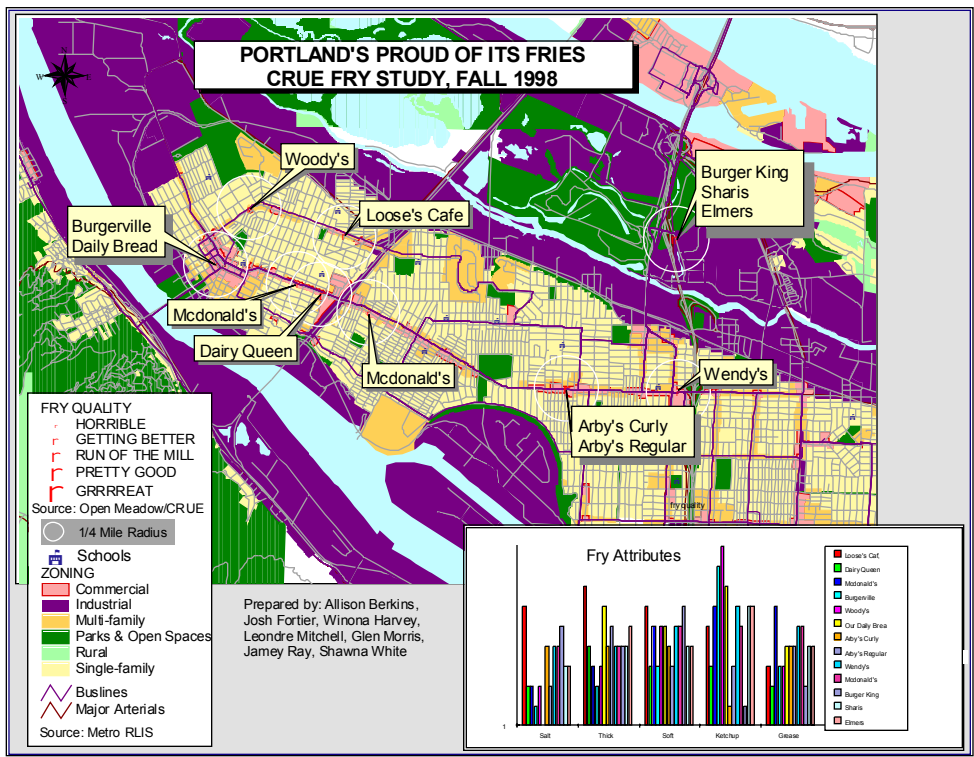 PORTLAND'S PROUD OF ITS FRIES
CRUE FRY STUDY, FALL 1998
N
W
E
S
Woody's
Burger King
Sharis
Elmers
Loose's Cafe
Burgerville
Daily Bread
Mcdonald's
Dairy Queen
Mcdonald's
Wendy's
Arby's Curly
Arby's Regular
fry quality
FRY QUALITY
HORRIBLE
GETTING BETTER
RUN OF THE MILL
PRETTY GOOD
GRRRREAT
Source: Open Meadow/CRUE
1/4 Mile Radius
Schools
ZONING
Commercial
Industrial
Multi-family
Parks & Open Spaces
Rural
Single-family
Buslines
Major Arterials
Source: Metro RLIS
Prepared by: Allison Berkins,
Josh Fortier, Winona Harvey,
Leondre Mitchell, Glen Morris,
Jamey Ray, Shawna White
Fry Attributes
1
Salt
Thick
Soft
Ketchup
Grease
Loose's Caf,
Dairy Queen
Mcdonald's
Burgerville
Woody's
Our Daily Brea
Arby's Curly
Arby's Regular
Wendy's
Mcdonald's
Burger King
Sharis
Elmers